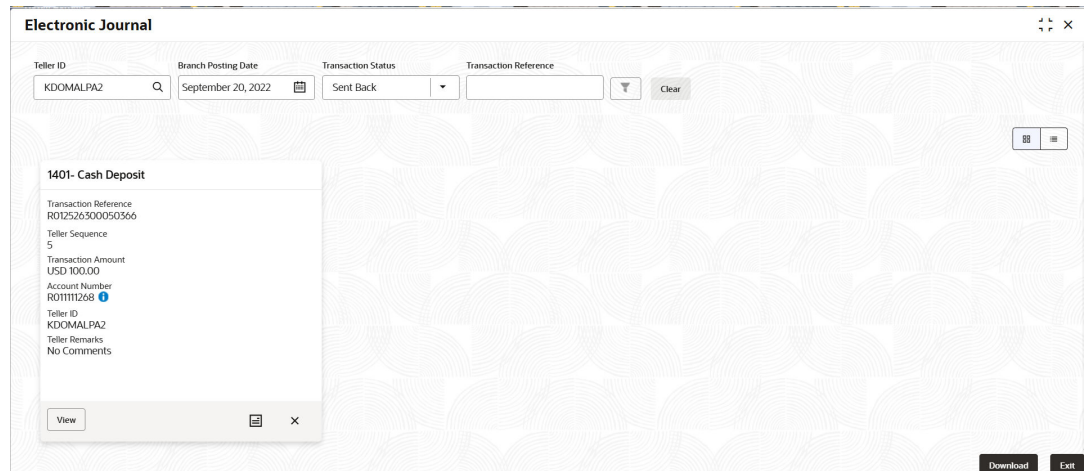 Electronic Journal
Teller ID
Branch Posting Date
Transaction Status
Transaction Reference
KDOMALPA2
September 20, 2022
Sent Back
Clear
1401- Cash Deposit
Transaction Reference
R012526300050366
Teller Sequence
5
Transaction Amount
USD 100.00
Account Number
R011111268
Teller ID
KDOMALPA2
Teller Remarks
No Comments
View
Download
Exit